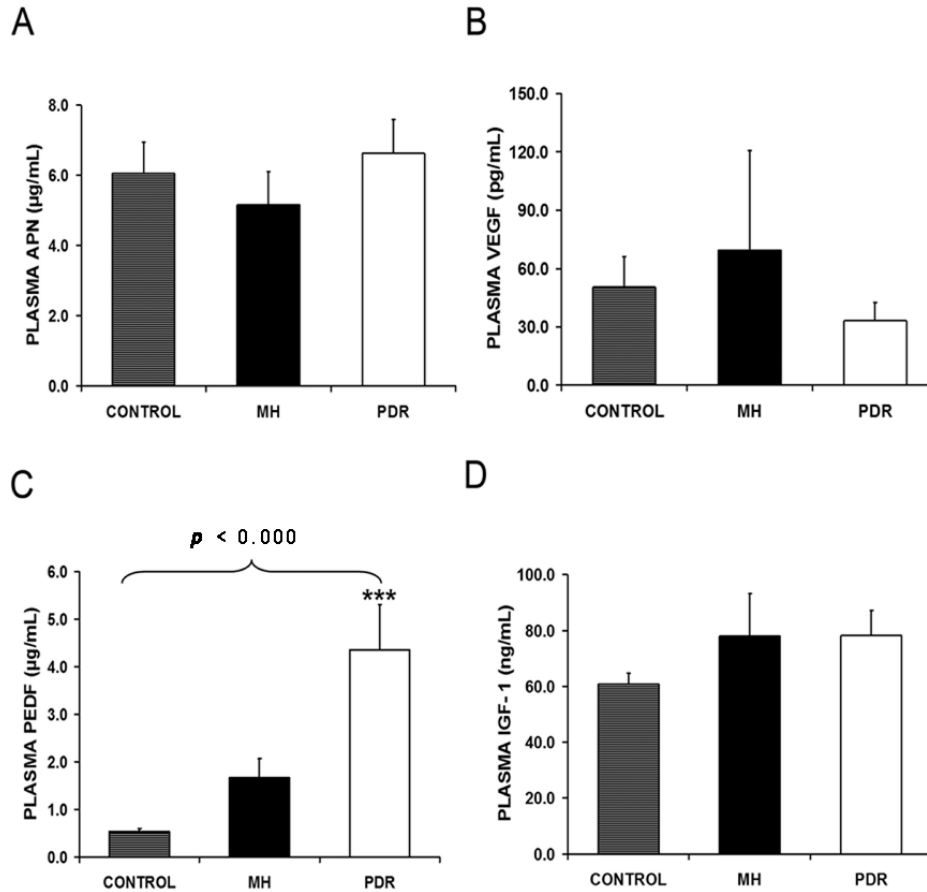 A
PLASMA APN (µg/mL)
8.0
6.0
4.0
2.0
0.0
CONTROL MH PDR
B
PLASMA VEGF (pg/mL)
150.0
120.0
90.0
60.0
30.0
0.0
CONTROL MH PDR
C
p < 0.000
***
PLASMA PEDF (µg/mL)
6.0
5.0
4.0
3.0
2.0
1.0
0.0
CONTROL MH PDR
D
PLASMA IGF-1 (ng/mL)
100.0
80.0
60.0
40.0
20.0
0.0
CONTROL MH PDR